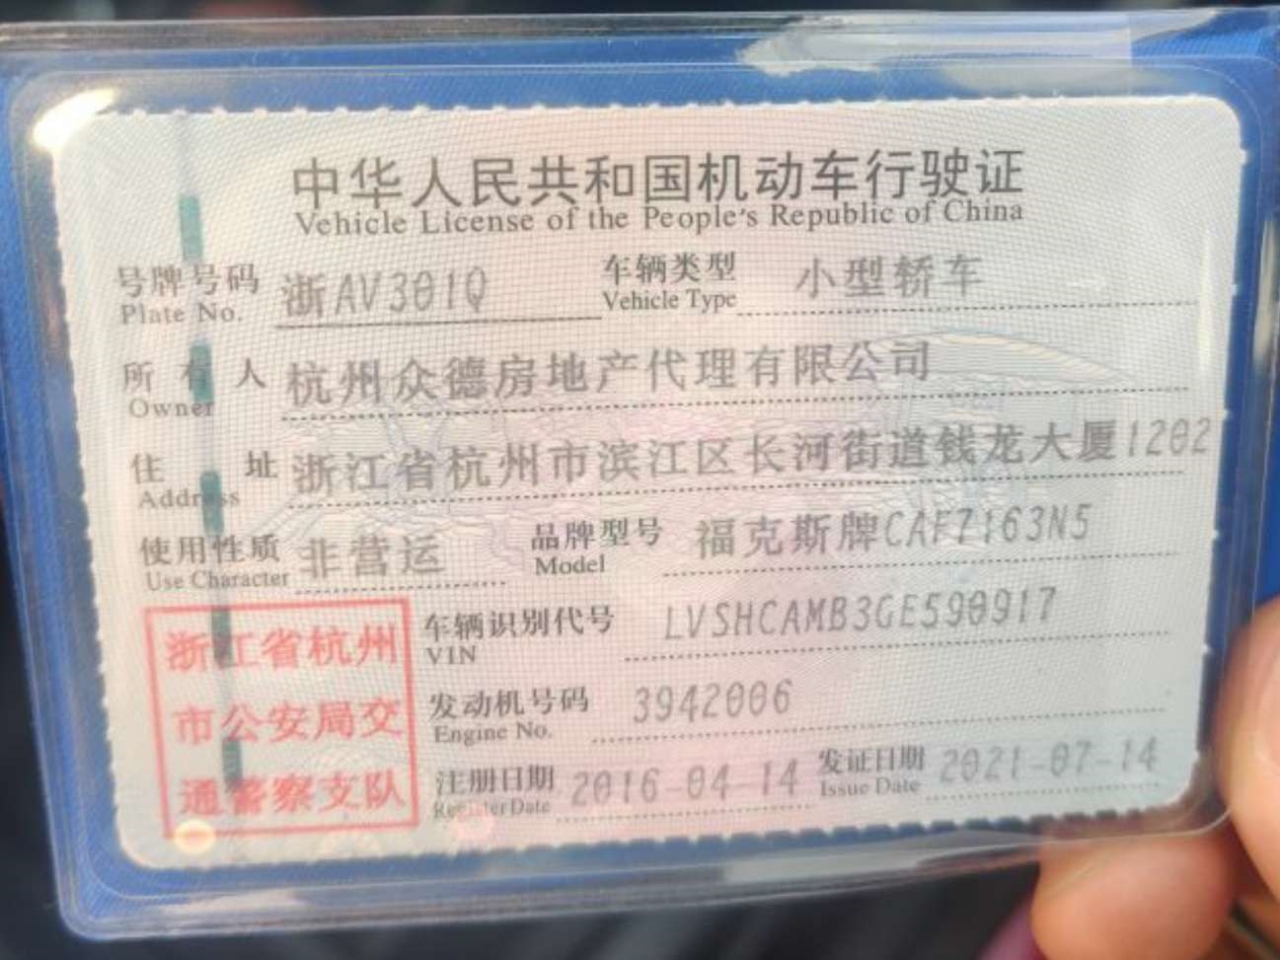 中华人民共和国机动车行驶证
Vehicle License of the People's Republic of China
号牌号码 浙AV301Q 车辆类型 小型轿车
Plate No. Vehicle Type
所有人 杭州众德房地产代理有限公司
Owner
住址 浙江省杭州市滨江区长河街道钱龙大厦1202
Address
使用性质 非营运 品牌型号 福克斯牌CAF7163N5
Use Character Model
浙江省杭州
市公安局交
通警察支队
车辆识别代号 LVSHCAMB3GE590917
VIN
发动机号码 3942006
Engine No.
注册日期 2016-04-14 发证日期 2021-07-14
Register Date Issue Date